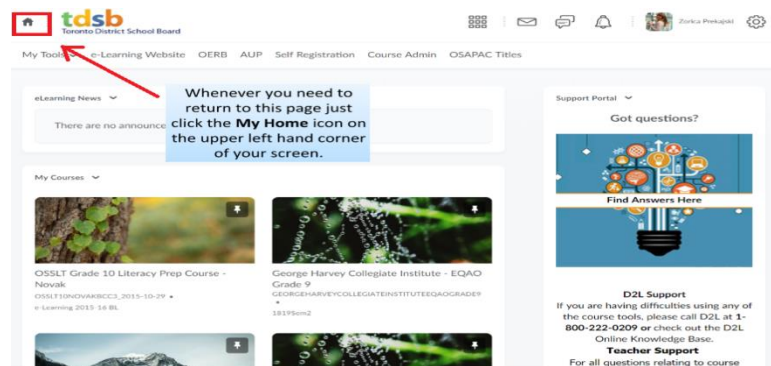 tdsb
Toronto District School Board
Zorica Prekajski
My Tools e-Learning Website OERB AUP Self Registration Course Admin OSAPAC Titles
eLearning News
There are no announce
Whenever you need to
return to this page just
click the My Home icon on
the upper left hand corner
of your screen.
My Courses
OSSLT Grade 10 Literacy Prep Course -
Novak
OSSLT10NOVAKBCC3_2015-10-29 •
e-Learning 2015-16 BL
George Harvey Collegiate Institute - EQAO
Grade 9
GEORGEHARVEYCOLLEGIATEINSTITUTEEQAOGRADE9
•
1819Sem2
Support Portal
Got questions?
Find Answers Here
D2L Support
If you are having difficulties using any of
the course tools, please call D2L at 1-
800-222-0209 or check out the D2L
Online Knowledge Base.
Teacher Support
For all questions relating to course